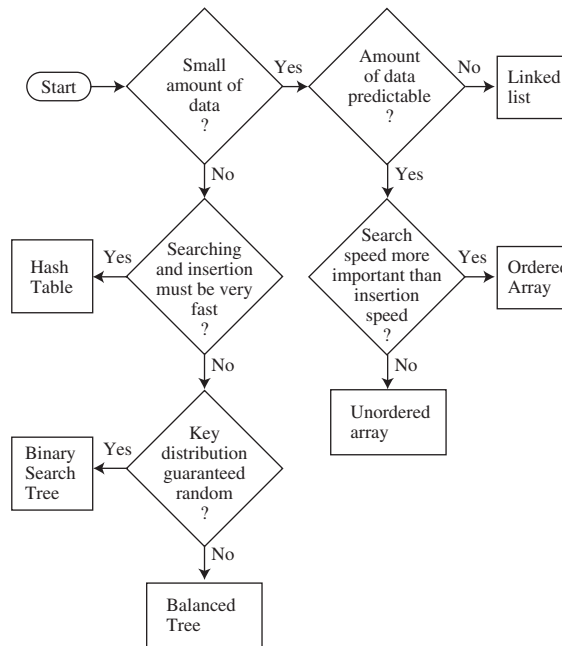 Start
Small
amount of
data
?
Yes
Amount
of data
predictable
?
No
Linked
list
No
Yes
Searching
and insertion
must be very
fast
?
Yes
Hash
Table
Search
speed more
important than
insertion
speed
?
Yes
Ordered
Array
No
No
Unordered
array
Key
distribution
guaranteed
random
?
Yes
Binary
Search
Tree
No
Balanced
Tree